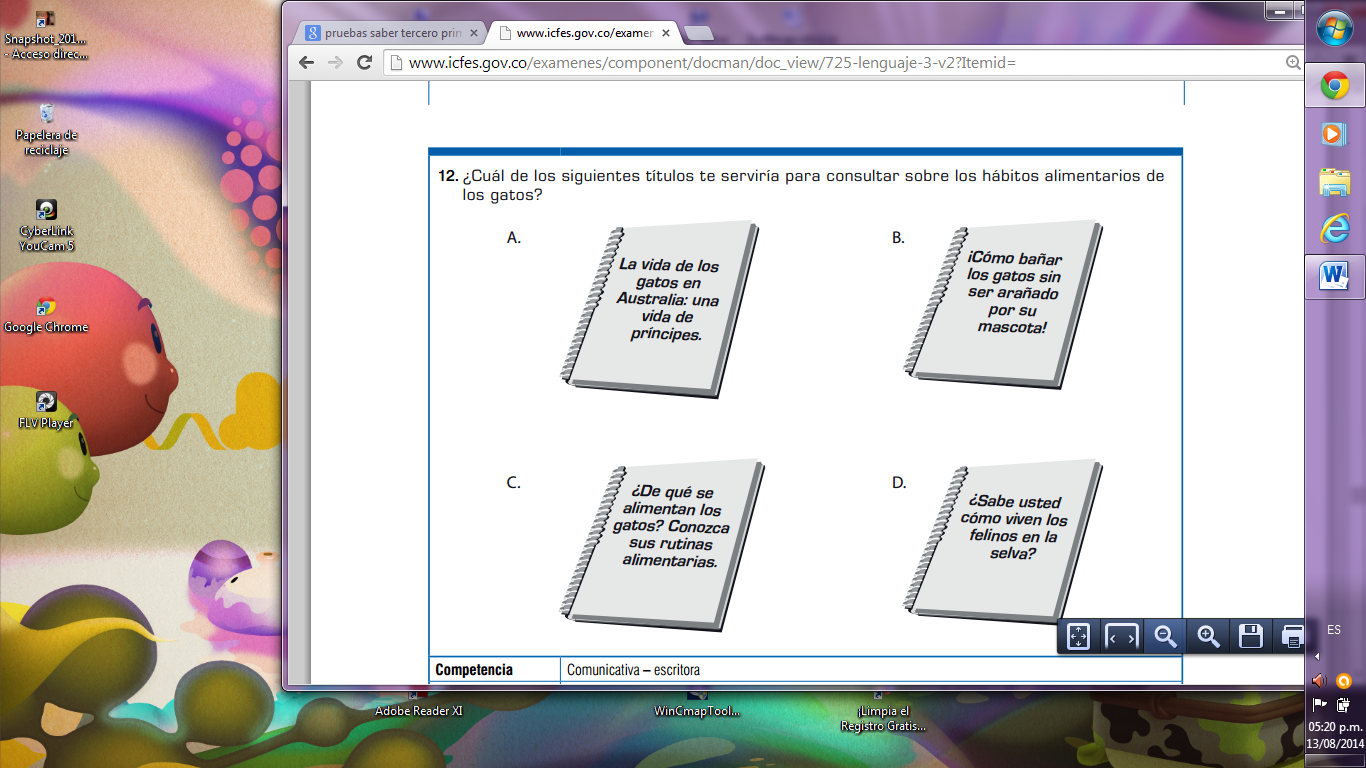 Snapshot_201...
- Acceso direc...
Papelera de
reciclaje
CyberLink
YouCam 5
Google Chrome
FLV Player
pruebas saber tercero prim
www.icfes.gov.co/examen
www.icfes.gov.co/examenes/component/docman/doc_view/725-lenguaje-3-v2?Itemid=
12. ¿Cuál de los siguientes títulos te serviría para consultar sobre los hábitos alimentarios de
los gatos?
A.
La vida de los
gatos en
Australia: una
vida de
príncipes.
B.
¡Cómo bañar
los gatos sin
ser arañado
por su
mascota!
C.
¿De qué se
alimentan los
gatos? Conozca
sus rutinas
alimentarias.
D.
¿Sabe usted
cómo viven los
felinos en la
selva?
Competencia
Comunicativa – escritora
Adobe Reader XI
WinCmapTool...
¡Limpia el
Registro Gratis...
ES
05:20 p.m.
13/08/2014